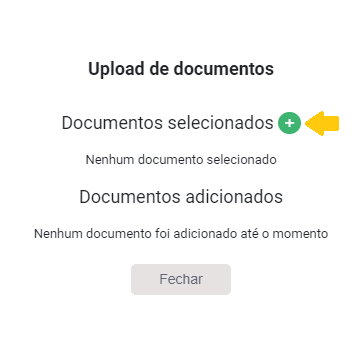 Upload de documentos
Documentos selecionados +
Nenhum documento selecionado
Documentos adicionados
Nenhum documento foi adicionado até o momento
Fechar